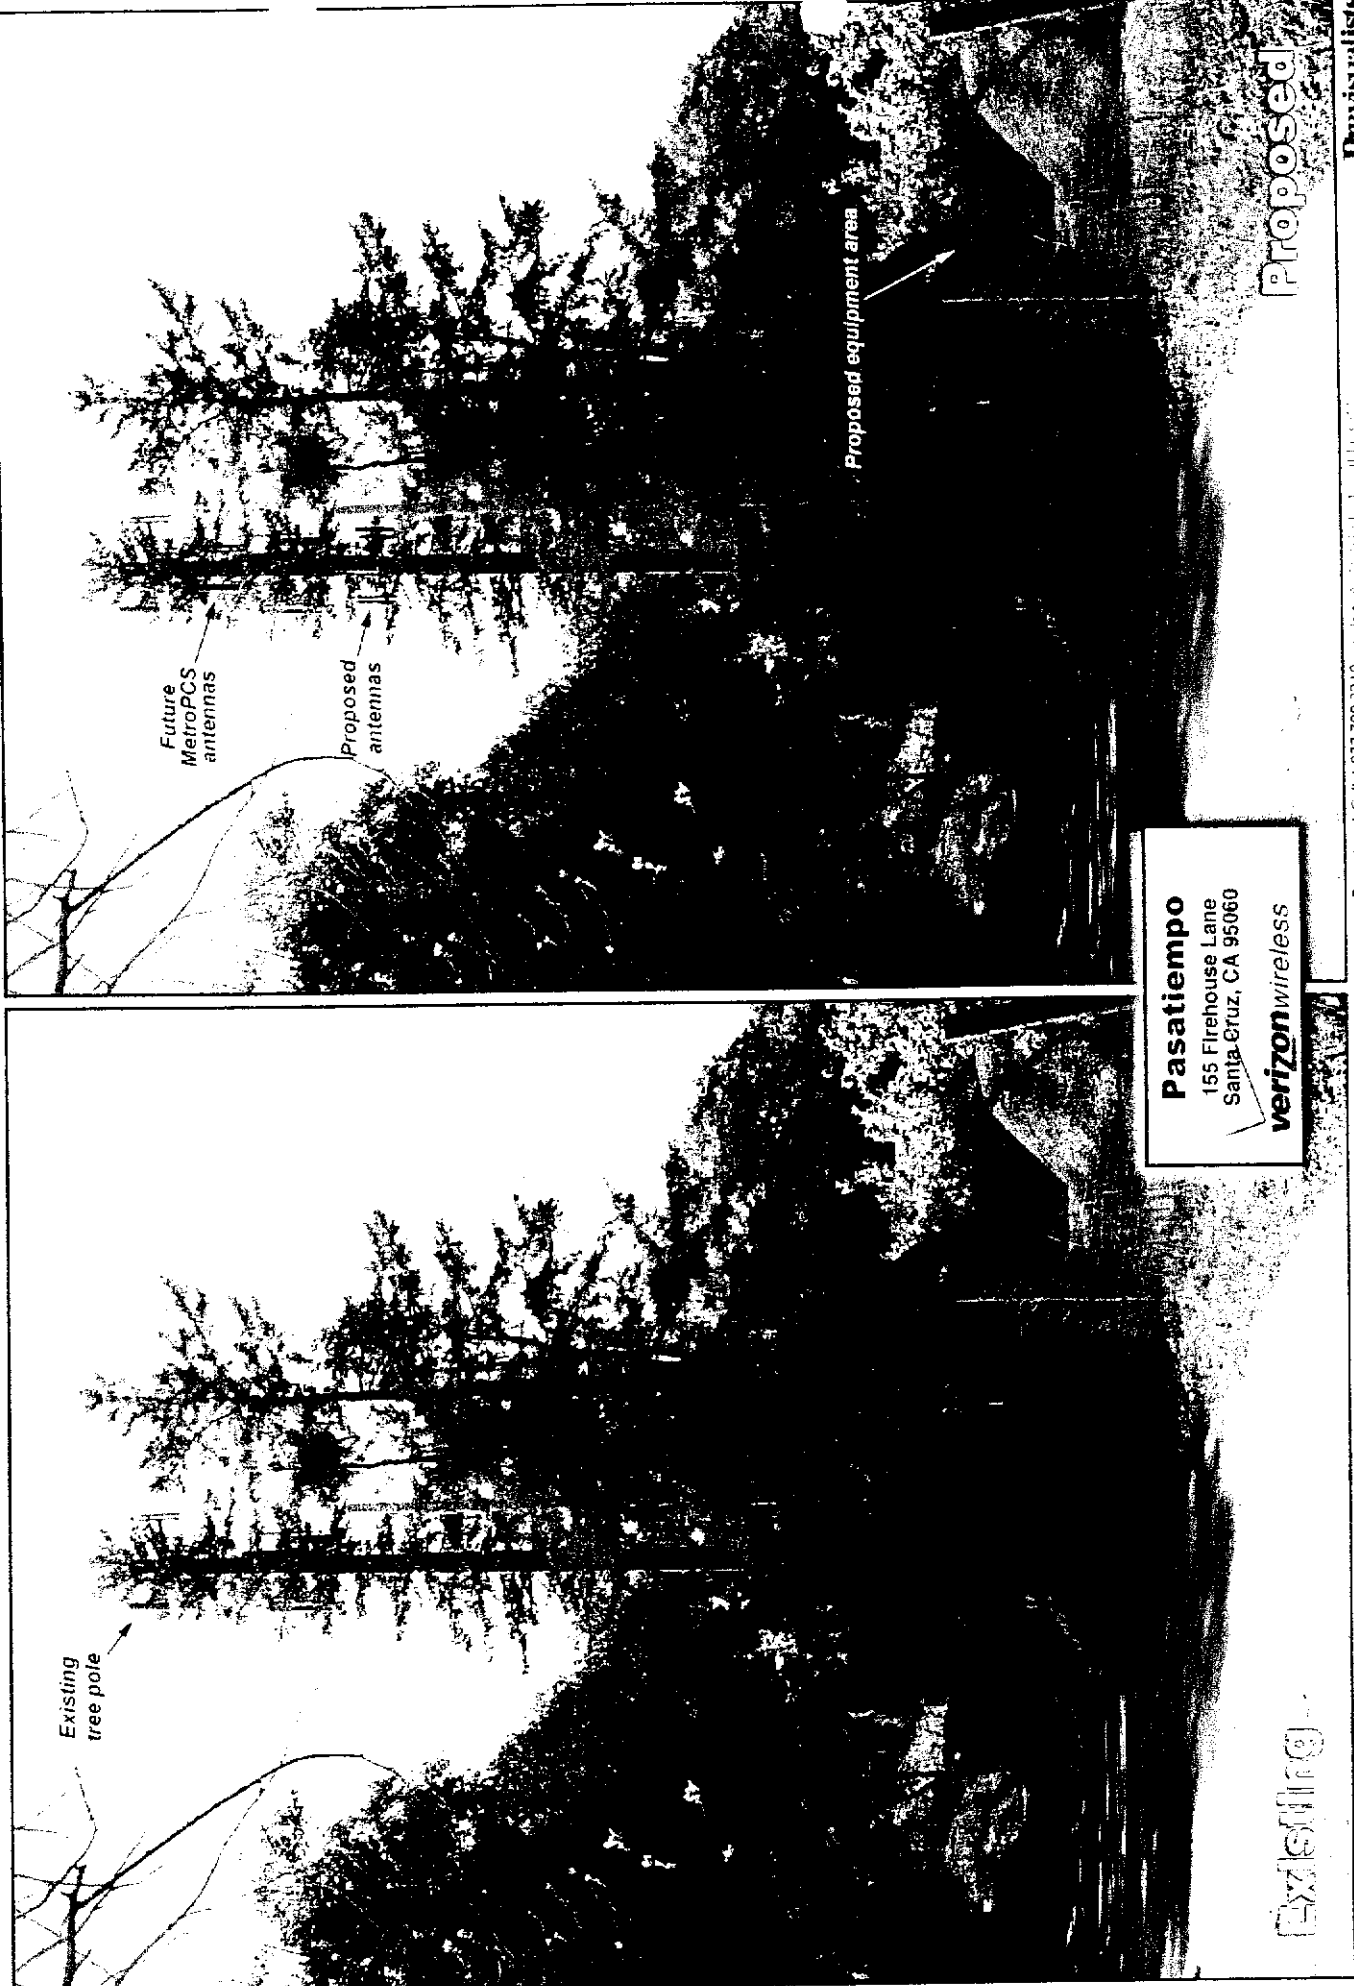 Existing
tree pole
Existing
Future
MetroPCS
antennas
Proposed
antennas
Proposed equipment area
Proposed
Pasatiempo
155 Firehouse Lane
Santa Cruz, CA 95060
verizonwireless